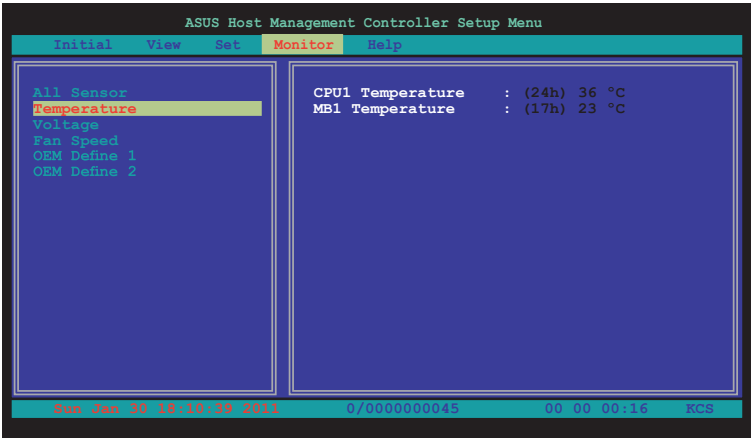 ASUS Host Management Controller Setup Menu
Initial View Set Monitor Help
All Sensor
Temperature
Voltage
Fan Speed
OEM Define 1
OEM Define 2
CPU1 Temperature : (24h) 36 °C
MB1 Temperature : (17h) 23 °C
Sun Jan 30 18:10:39 2011 0/0000000045 00 00 00:16 KCS